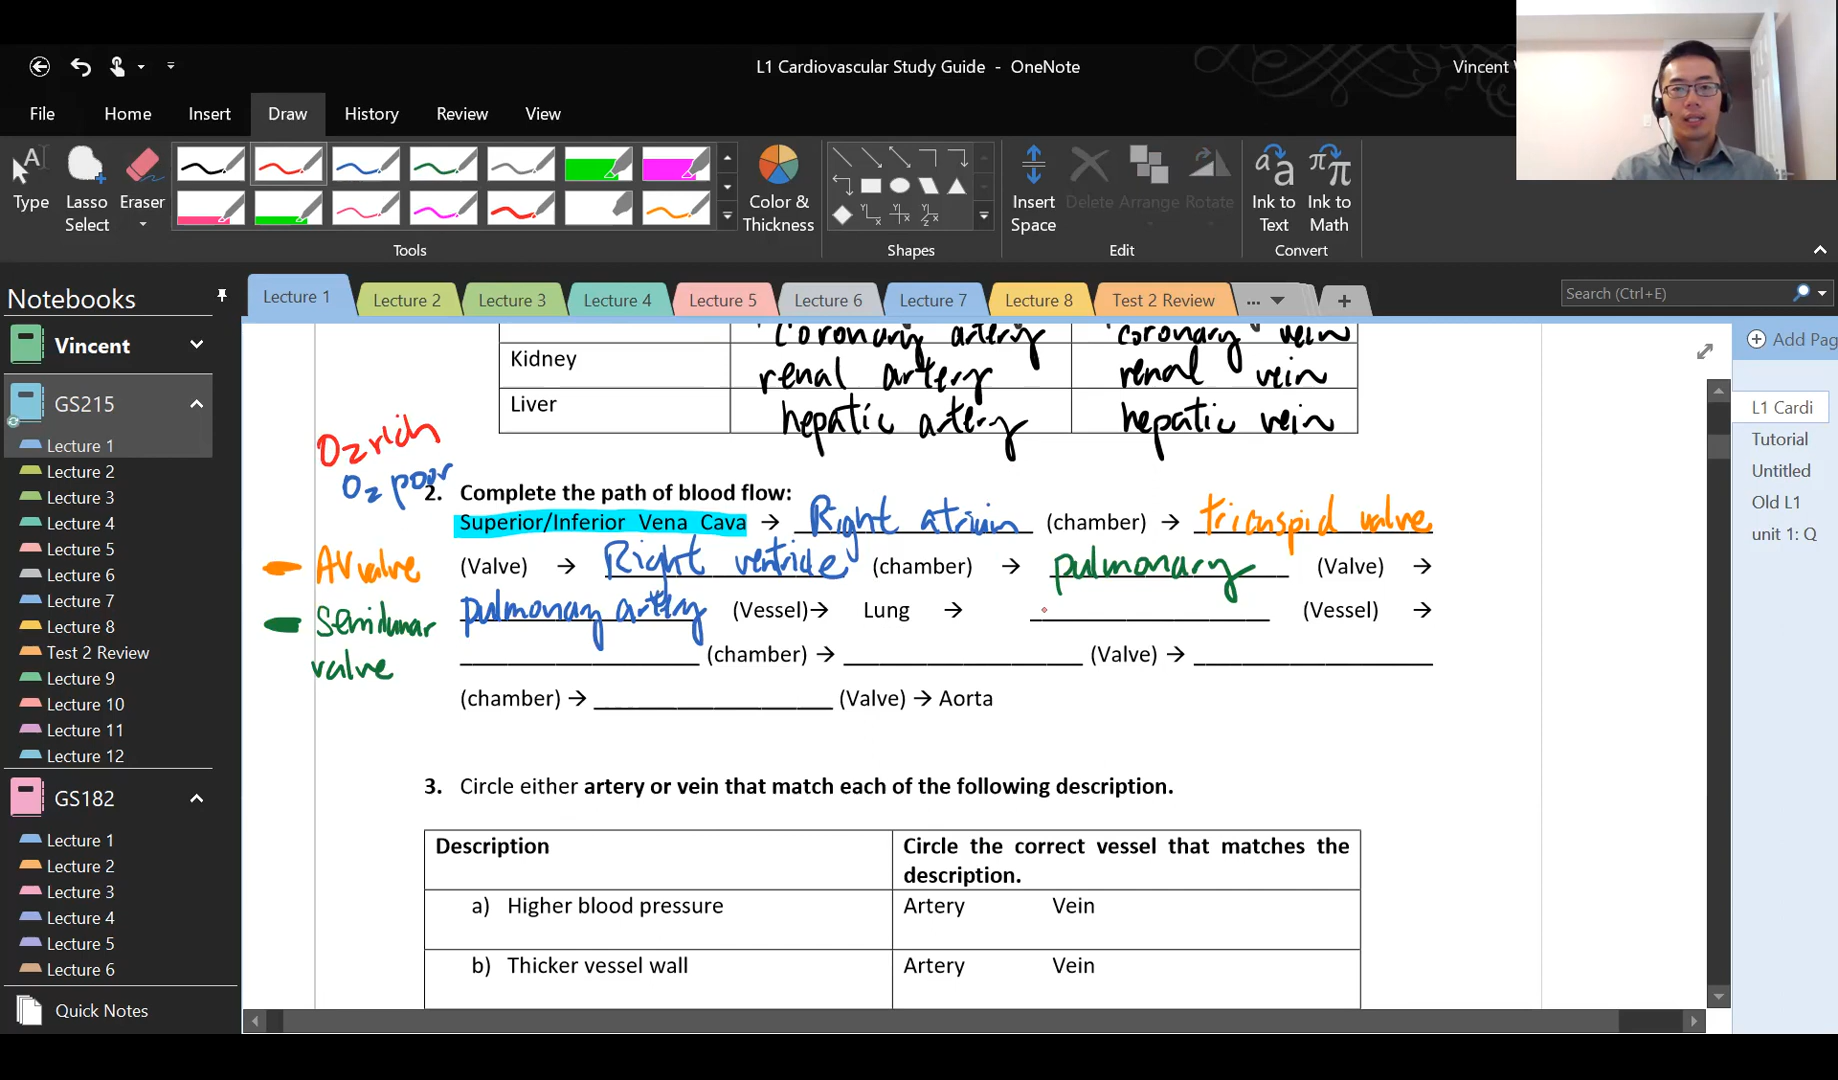 L1 Cardiovascular Study Guide - OneNote
Vincent
File Home Insert Draw History Review View
Type
Lasso Select
Eraser
Color & Thickness
Insert Space
Delete Arrange Rotate
Ink to Text
Ink to Math
Tools Shapes Edit Convert
Notebooks
Lecture 1 Lecture 2 Lecture 3 Lecture 4 Lecture 5 Lecture 6 Lecture 7 Lecture 8 Test 2 Review ... +
Search (Ctrl+E)
Vincent
GS215
Lecture 1
Lecture 2
Lecture 3
Lecture 4
Lecture 5
Lecture 6
Lecture 7
Lecture 8
Test 2 Review
Lecture 9
Lecture 10
Lecture 11
Lecture 12
GS182
Lecture 1
Lecture 2
Lecture 3
Lecture 4
Lecture 5
Lecture 6
Quick Notes
Add Pag
L1 Cardi
Tutorial
Untitled
Old L1
unit 1: Q
coronary artery coronary vein
Kidney renal artery renal vein
Liver hepatic artery hepatic vein
O2 rich
O2 poor
2. Complete the path of blood flow:
Superior/Inferior Vena Cava → Right atrium (chamber) → tricuspid valve
AV valve
(Valve) → Right ventricle (chamber) → pulmonary (Valve) →
Semilunar valve
pulmonary artery (Vessel)→ Lung → ____ (Vessel) →
____ (chamber) → ____ (Valve) → ____
(chamber) → ____ (Valve) → Aorta
3. Circle either artery or vein that match each of the following description.
Description Circle the correct vessel that matches the description.
a) Higher blood pressure Artery Vein
b) Thicker vessel wall Artery Vein